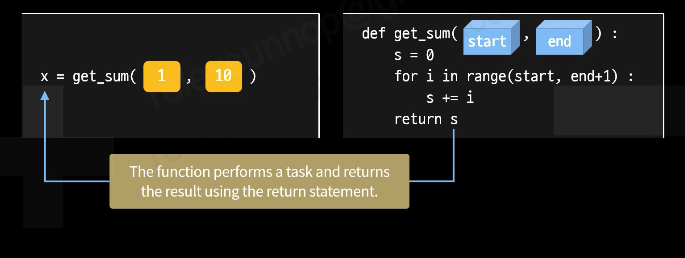 x = get_sum( 1 , 10 )
def get_sum( start , end ) :
s = 0
for i in range(start, end+1) :
s += i
return s
The function performs a task and returns
the result using the return statement.